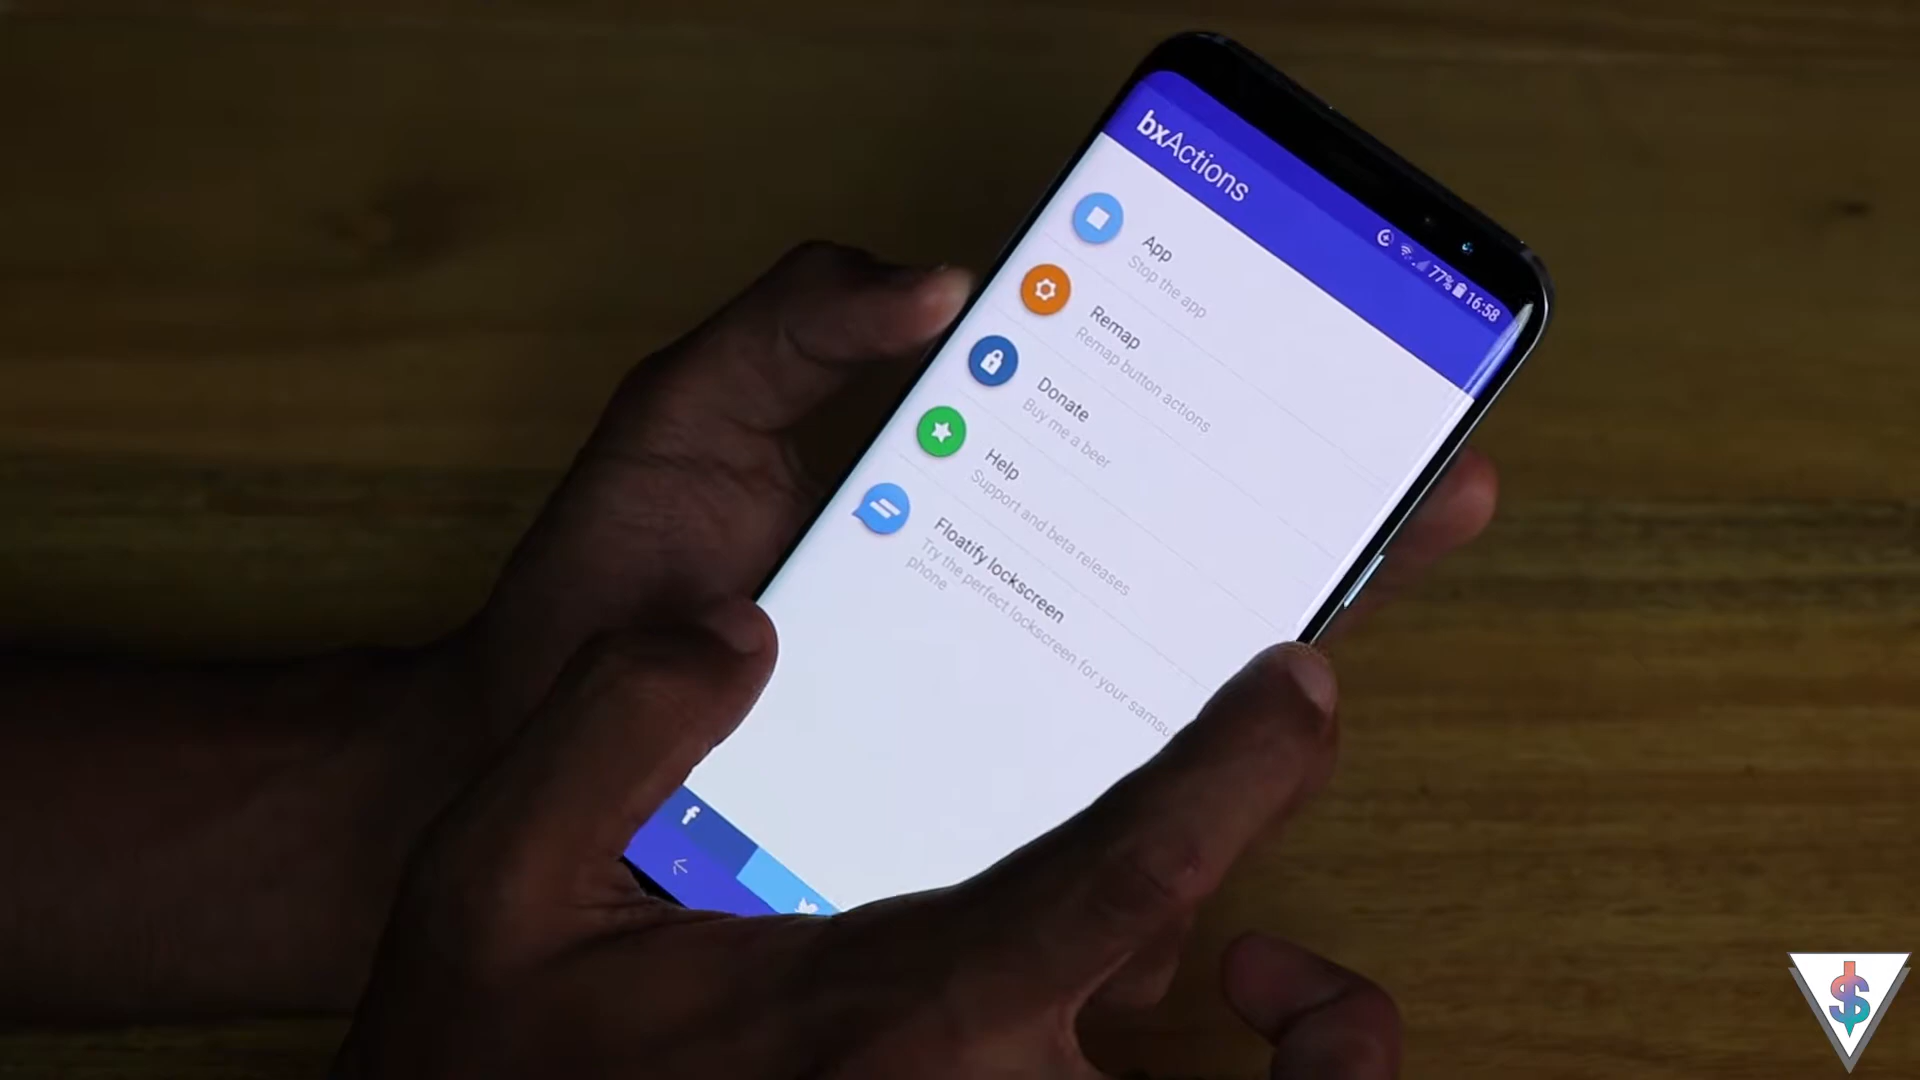 77% 16:58
bxActions
App
Stop the app
Remap
Remap button actions
Donate
Buy me a beer
Help
Support and beta releases
Floatify lockscreen
Try the perfect lockscreen for your
phone